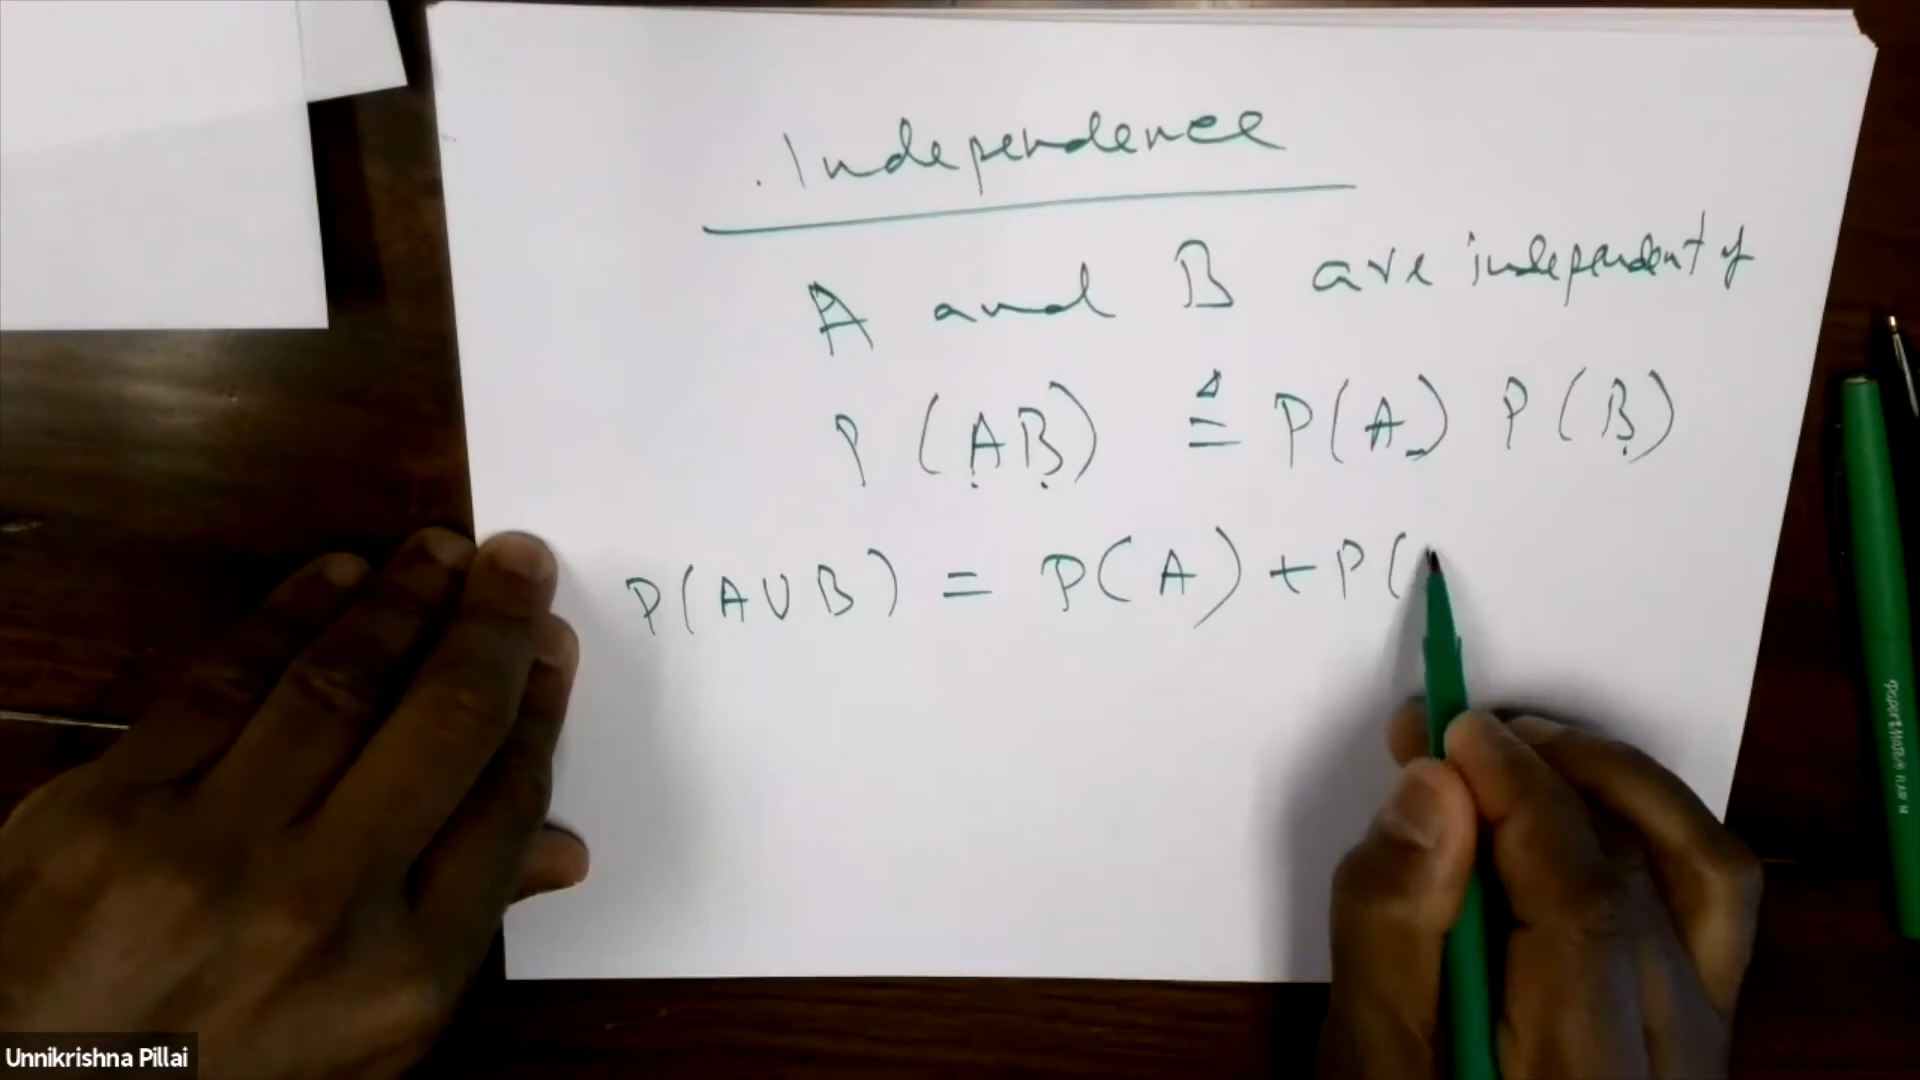 Independence
A and B are independent if
P(AB) ≜ P(A) P(B)
P(A∪B) = P(A) + P(
Unnikrishna Pillai